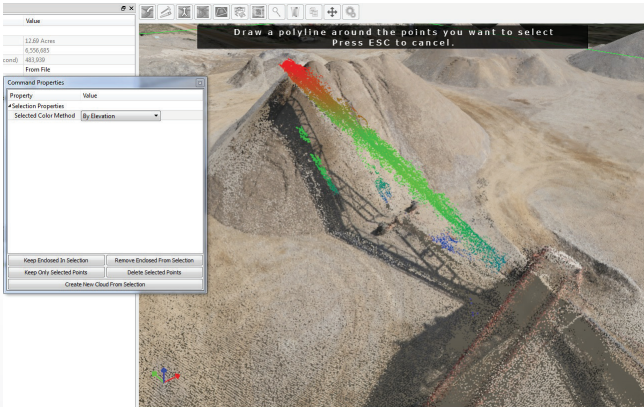 Value
12.69 Acres
6,556,685
cond) 483,939
From File
Draw a polyline around the points you want to select
Press ESC to cancel.
Command Properties
Property Value
Selection Properties
Selected Color Method By Elevation
Keep Enclosed In Selection Remove Enclosed From Selection
Keep Only Selected Points Delete Selected Points
Create New Cloud From Selection